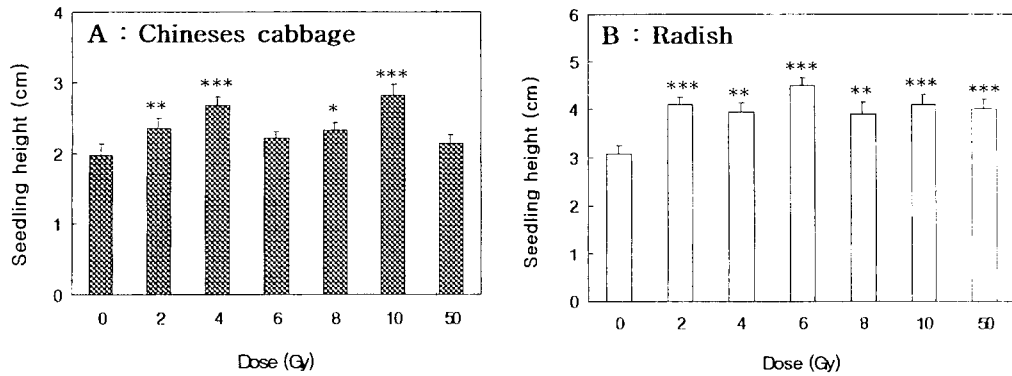 A : Chineses cabbage
Seedling height (cm)
4
3
2
1
0
** *** * ***
0 2 4 6 8 10 50
Dose (Gy)
B : Radish
Seedling height (cm)
6
5
4
3
2
1
0
*** ** *** ** *** ***
0 2 4 6 8 10 50
Dose (Gy)